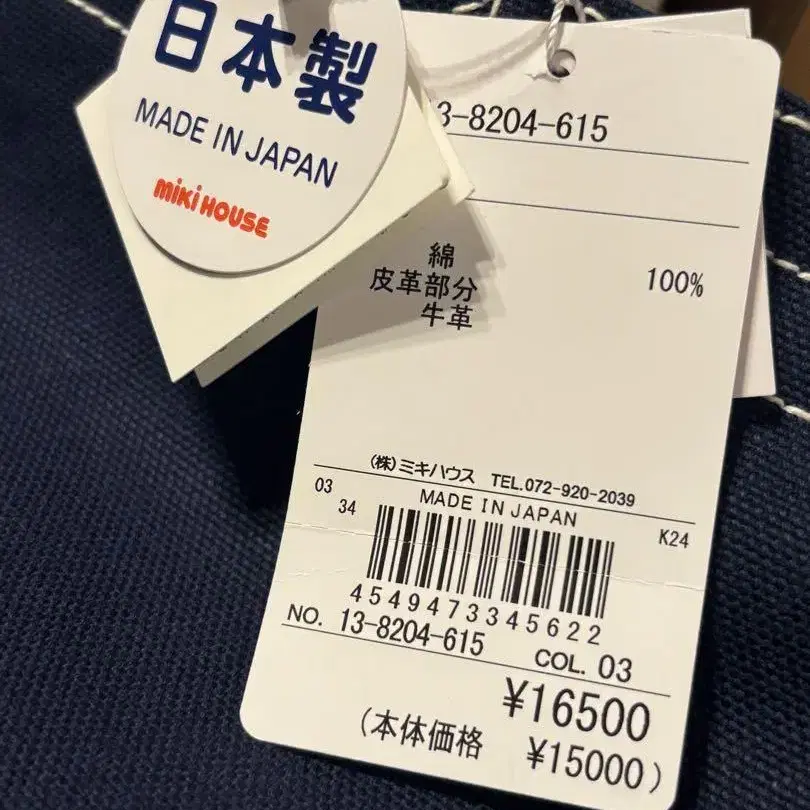 日本製
MADE IN JAPAN
miki HOUSE
3-8204-615
綿 100%
皮革部分
牛革
(株)ミキハウス TEL.072-920-2039
MADE IN JAPAN
03
34
K24
4549473345622
NO. 13-8204-615 COL. 03
¥16500
(本体価格 ¥15000)